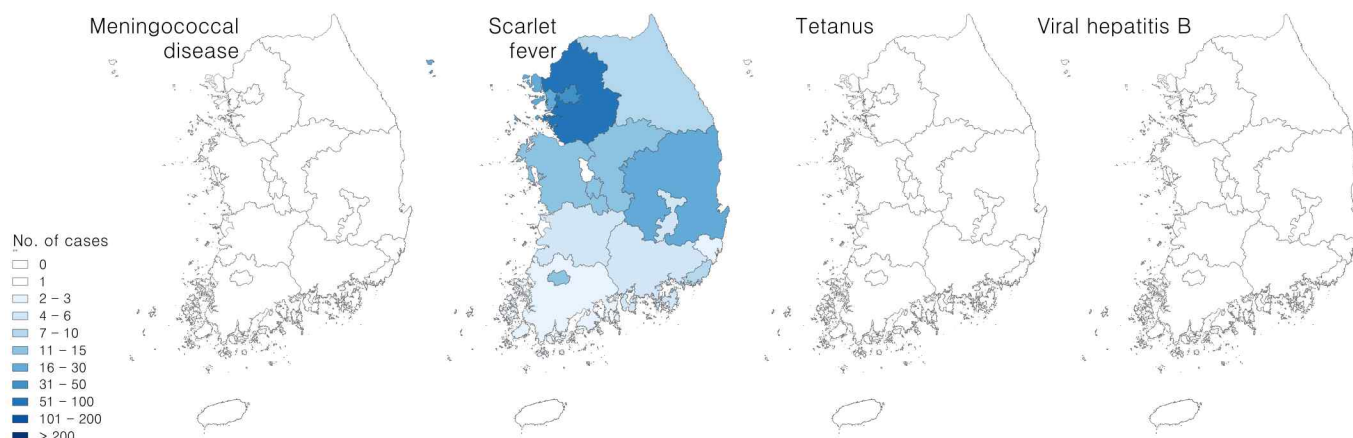 Meningococcal
disease
Scarlet
fever
Tetanus
Viral hepatitis B
No. of cases
0
1
2 – 3
4 – 6
7 – 10
11 – 15
16 – 30
31 – 50
51 – 100
101 – 200
> 200